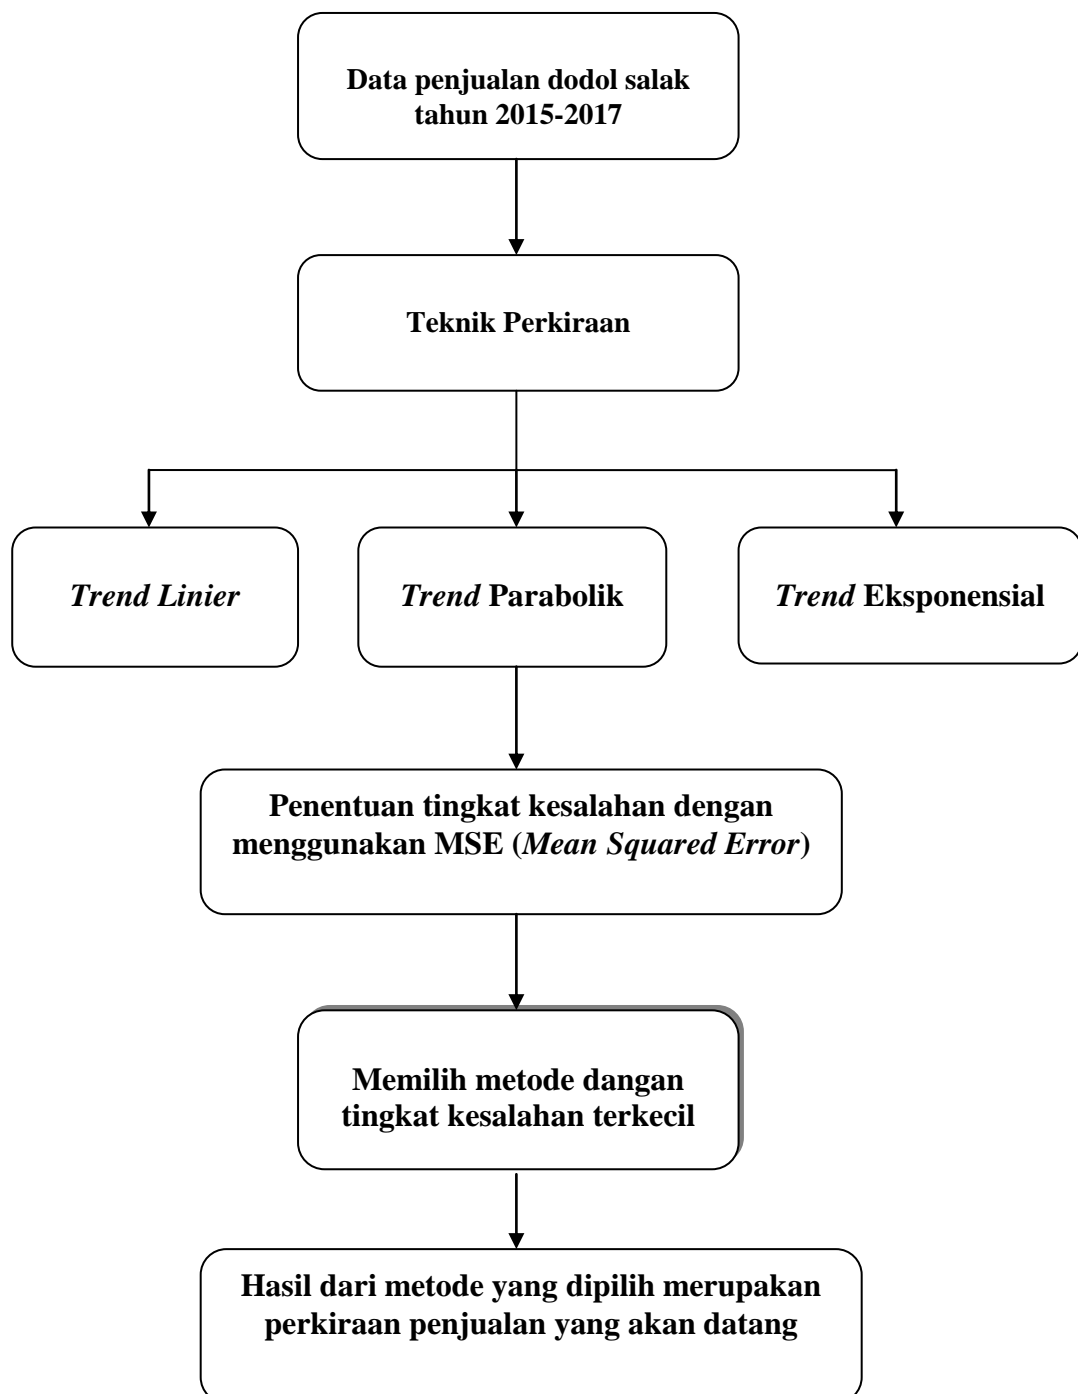 Data penjualan dodol salak
tahun 2015-2017
Teknik Perkiraan
Trend Linier
Trend Parabolik
Trend Eksponensial
Penentuan tingkat kesalahan dengan
menggunakan MSE (Mean Squared Error)
Memilih metode dangan
tingkat kesalahan terkecil
Hasil dari metode yang dipilih merupakan
perkiraan penjualan yang akan datang